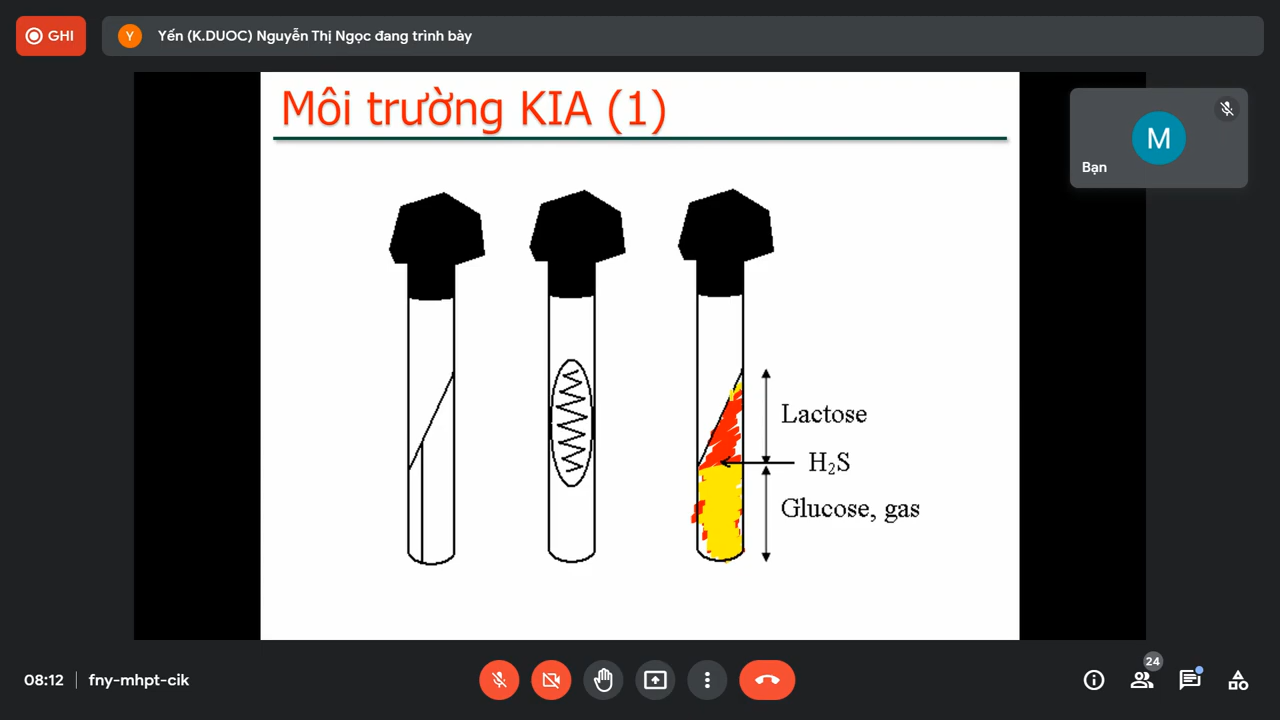 GHI
Y Yến (K.DUOC) Nguyễn Thị Ngọc đang trình bày
Môi trường KIA (1)
M
Bạn
Lactose
H₂S
Glucose, gas
08:12 fny-mhpt-cik
24